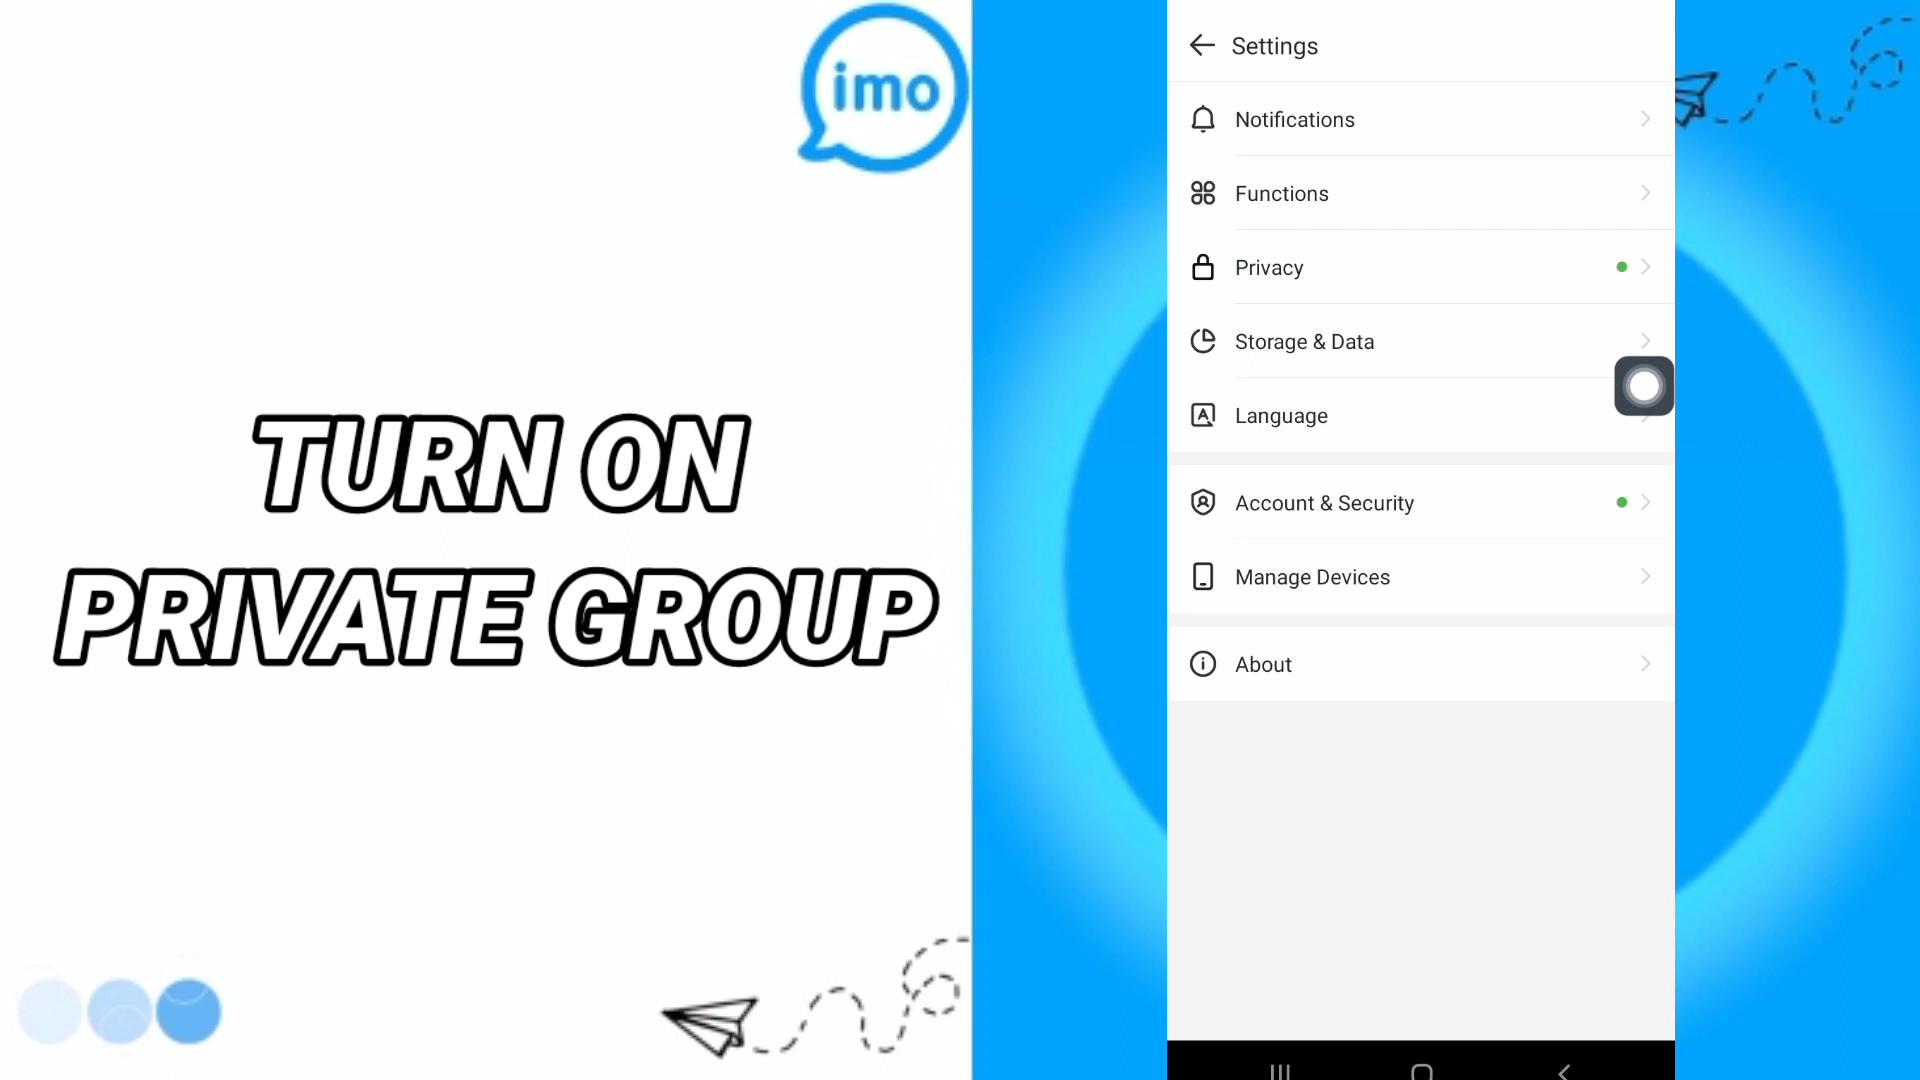 imo
TURN ON
PRIVATE GROUP
Settings
Notifications
Functions
Privacy
Storage & Data
Language
Account & Security
Manage Devices
About